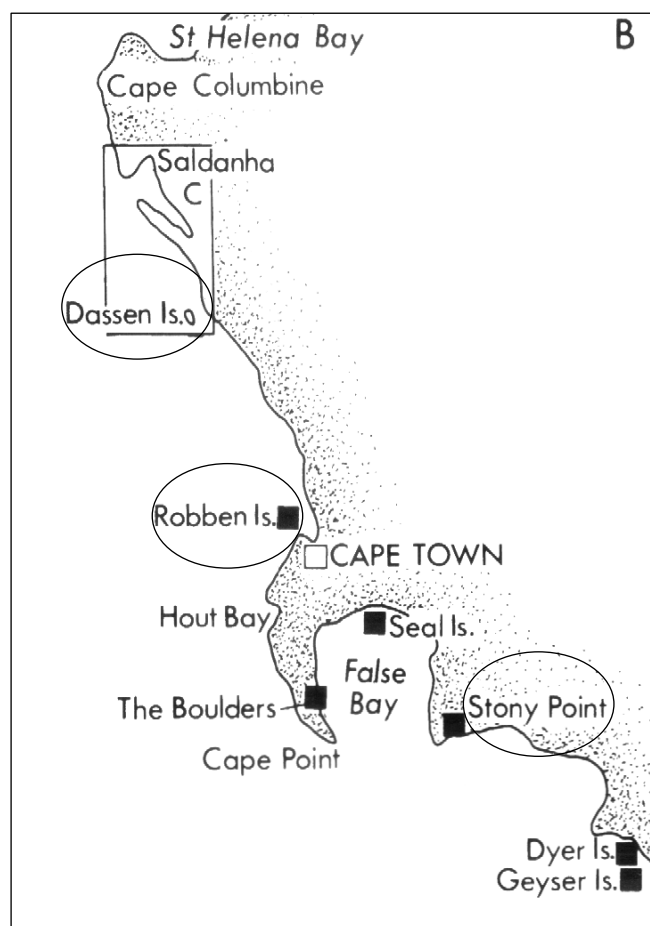 St Helena Bay
B
Cape Columbine
Saldanha
C
Dassen Is.
Robben Is.
CAPE TOWN
Hout Bay
Seal Is.
False
Bay
The Boulders
Stony Point
Cape Point
Dyer Is.
Geyser Is.